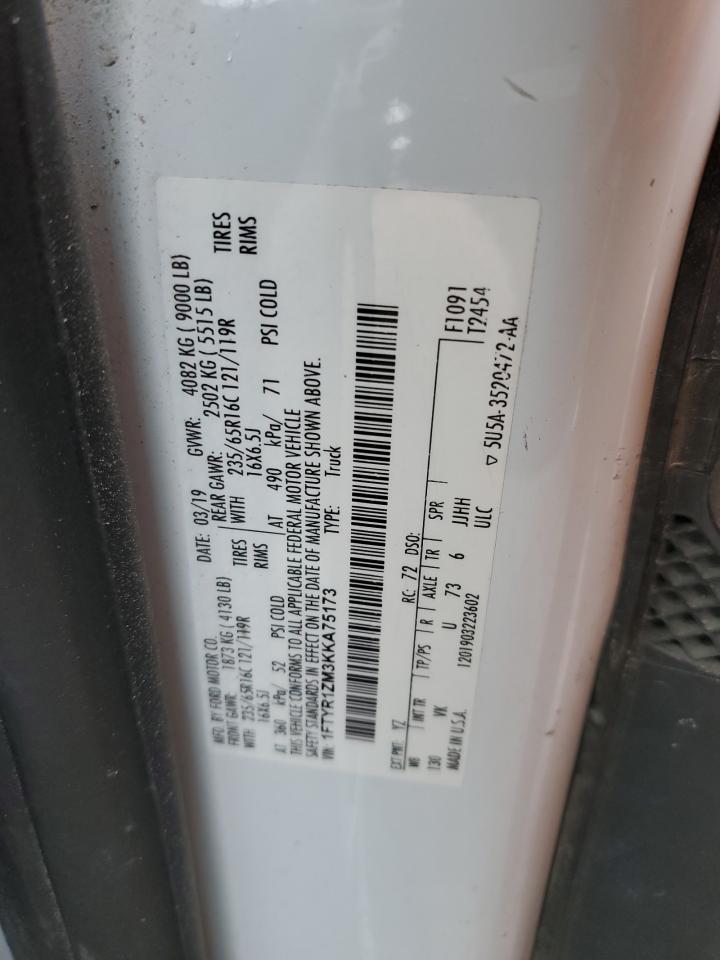 MFD. BY FORD MOTOR CO.
DATE: 03/19 GVWR: 4082 KG ( 9000 LB)
FRONT GAWR: 1873 KG ( 4130 LB) REAR GAWR: 2502 KG ( 5515 LB)
WITH 235/65R16C 121/119R TIRES WITH 235/65R16C 121/119R TIRES
16X6.5J RIMS 16X6.5J RIMS
AT 360 kPa/ 52 PSI COLD AT 490 kPa/ 71 PSI COLD
THIS VEHICLE CONFORMS TO ALL APPLICABLE FEDERAL MOTOR VEHICLE
SAFETY STANDARDS IN EFFECT ON THE DATE OF MANUFACTURE SHOWN ABOVE.
VIN: 1FTYR1ZM3KKA75173 TYPE: Truck
EXT PNT: YZ RC: 72 DSO: F1091
WB INT TR TP/PS R AXLE TR SPR T2454
130 VK U 73 6 JJHH
MADE IN U.S.A. 1201903223602 ULC ▽ 5U5A-3520472-AA